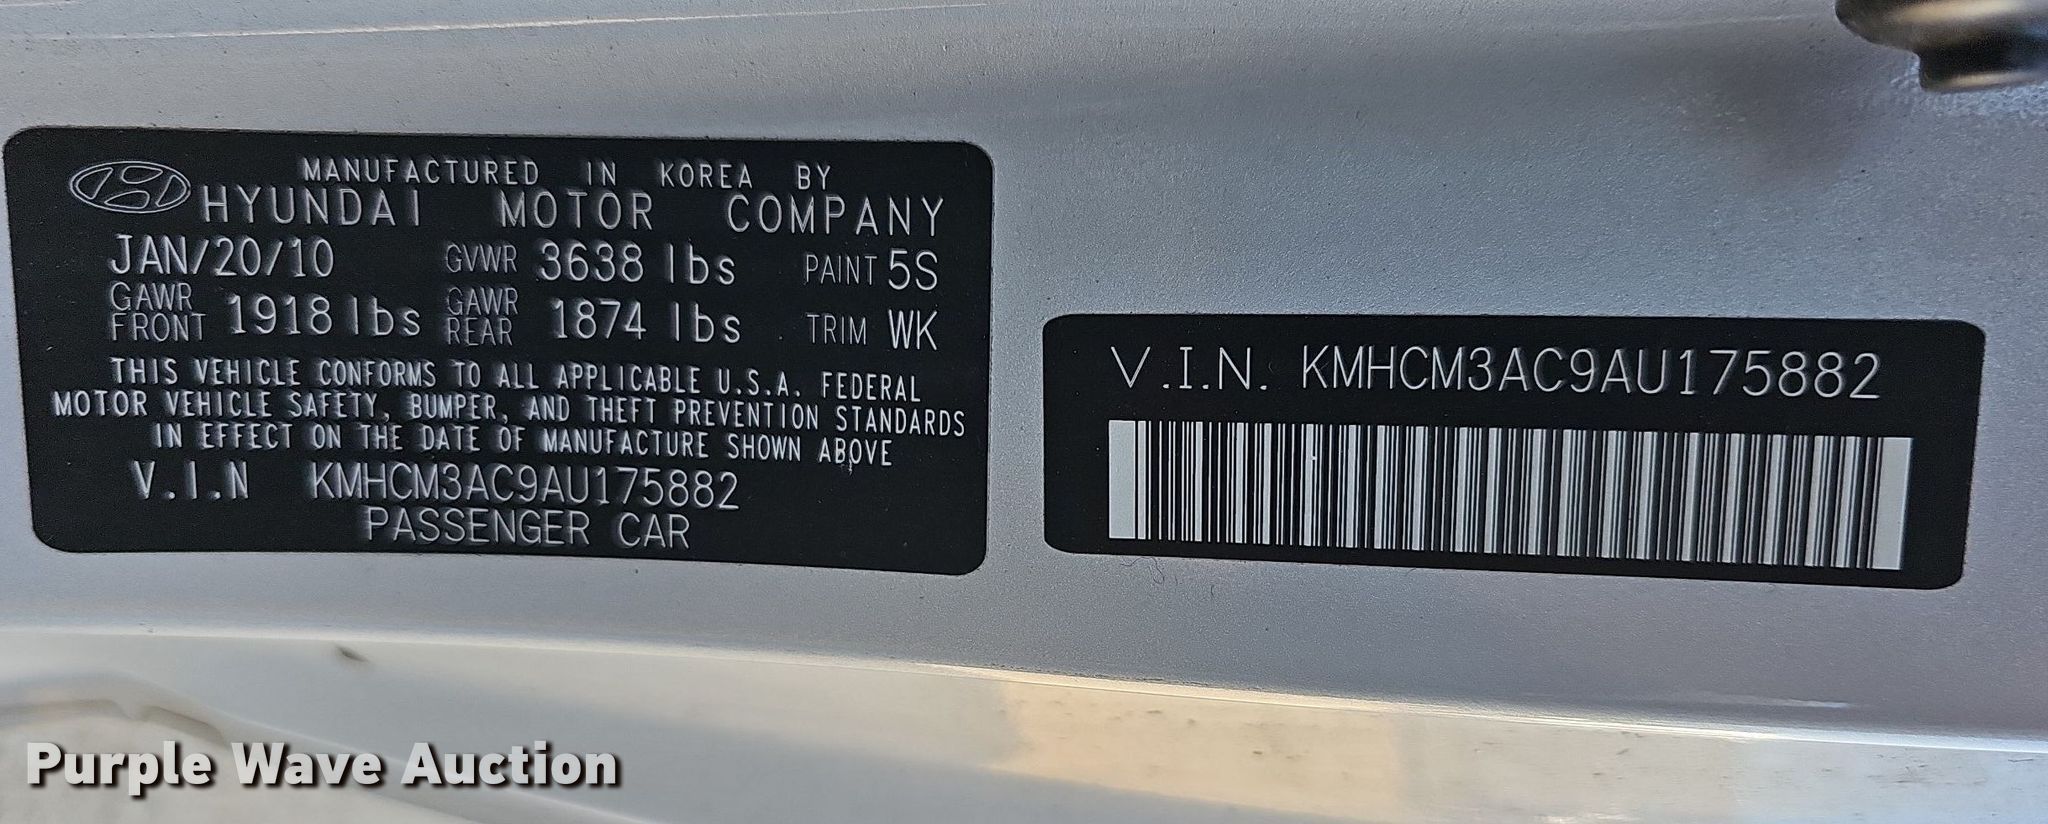 MANUFACTURED IN KOREA BY
HYUNDAI MOTOR COMPANY
JAN/20/10 GVWR 3638 lbs PAINT 5S
GAWR FRONT 1918 lbs GAWR REAR 1874 lbs TRIM WK
THIS VEHICLE CONFORMS TO ALL APPLICABLE U.S.A. FEDERAL
MOTOR VEHICLE SAFETY, BUMPER, AND THEFT PREVENTION STANDARDS
IN EFFECT ON THE DATE OF MANUFACTURE SHOWN ABOVE
V.I.N KMHCM3AC9AU175882
PASSENGER CAR
V.I.N. KMHCM3AC9AU175882
Purple Wave Auction